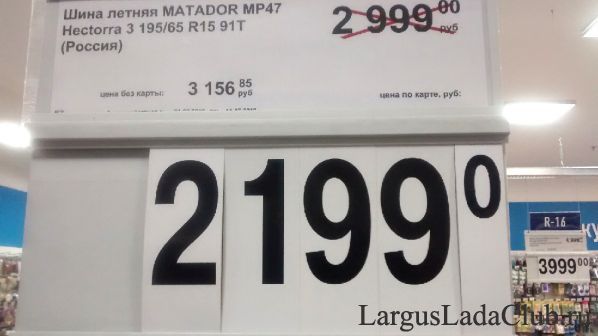 Шина летняя MATADOR MP47
Hectorra 3 195/65 R15 91T
(Россия)
2 999 00
руб
цена без карты: 3 156 85
руб
цена по карте, руб:
2199 0
R-16
3999 00
LargusLadaClub.ru